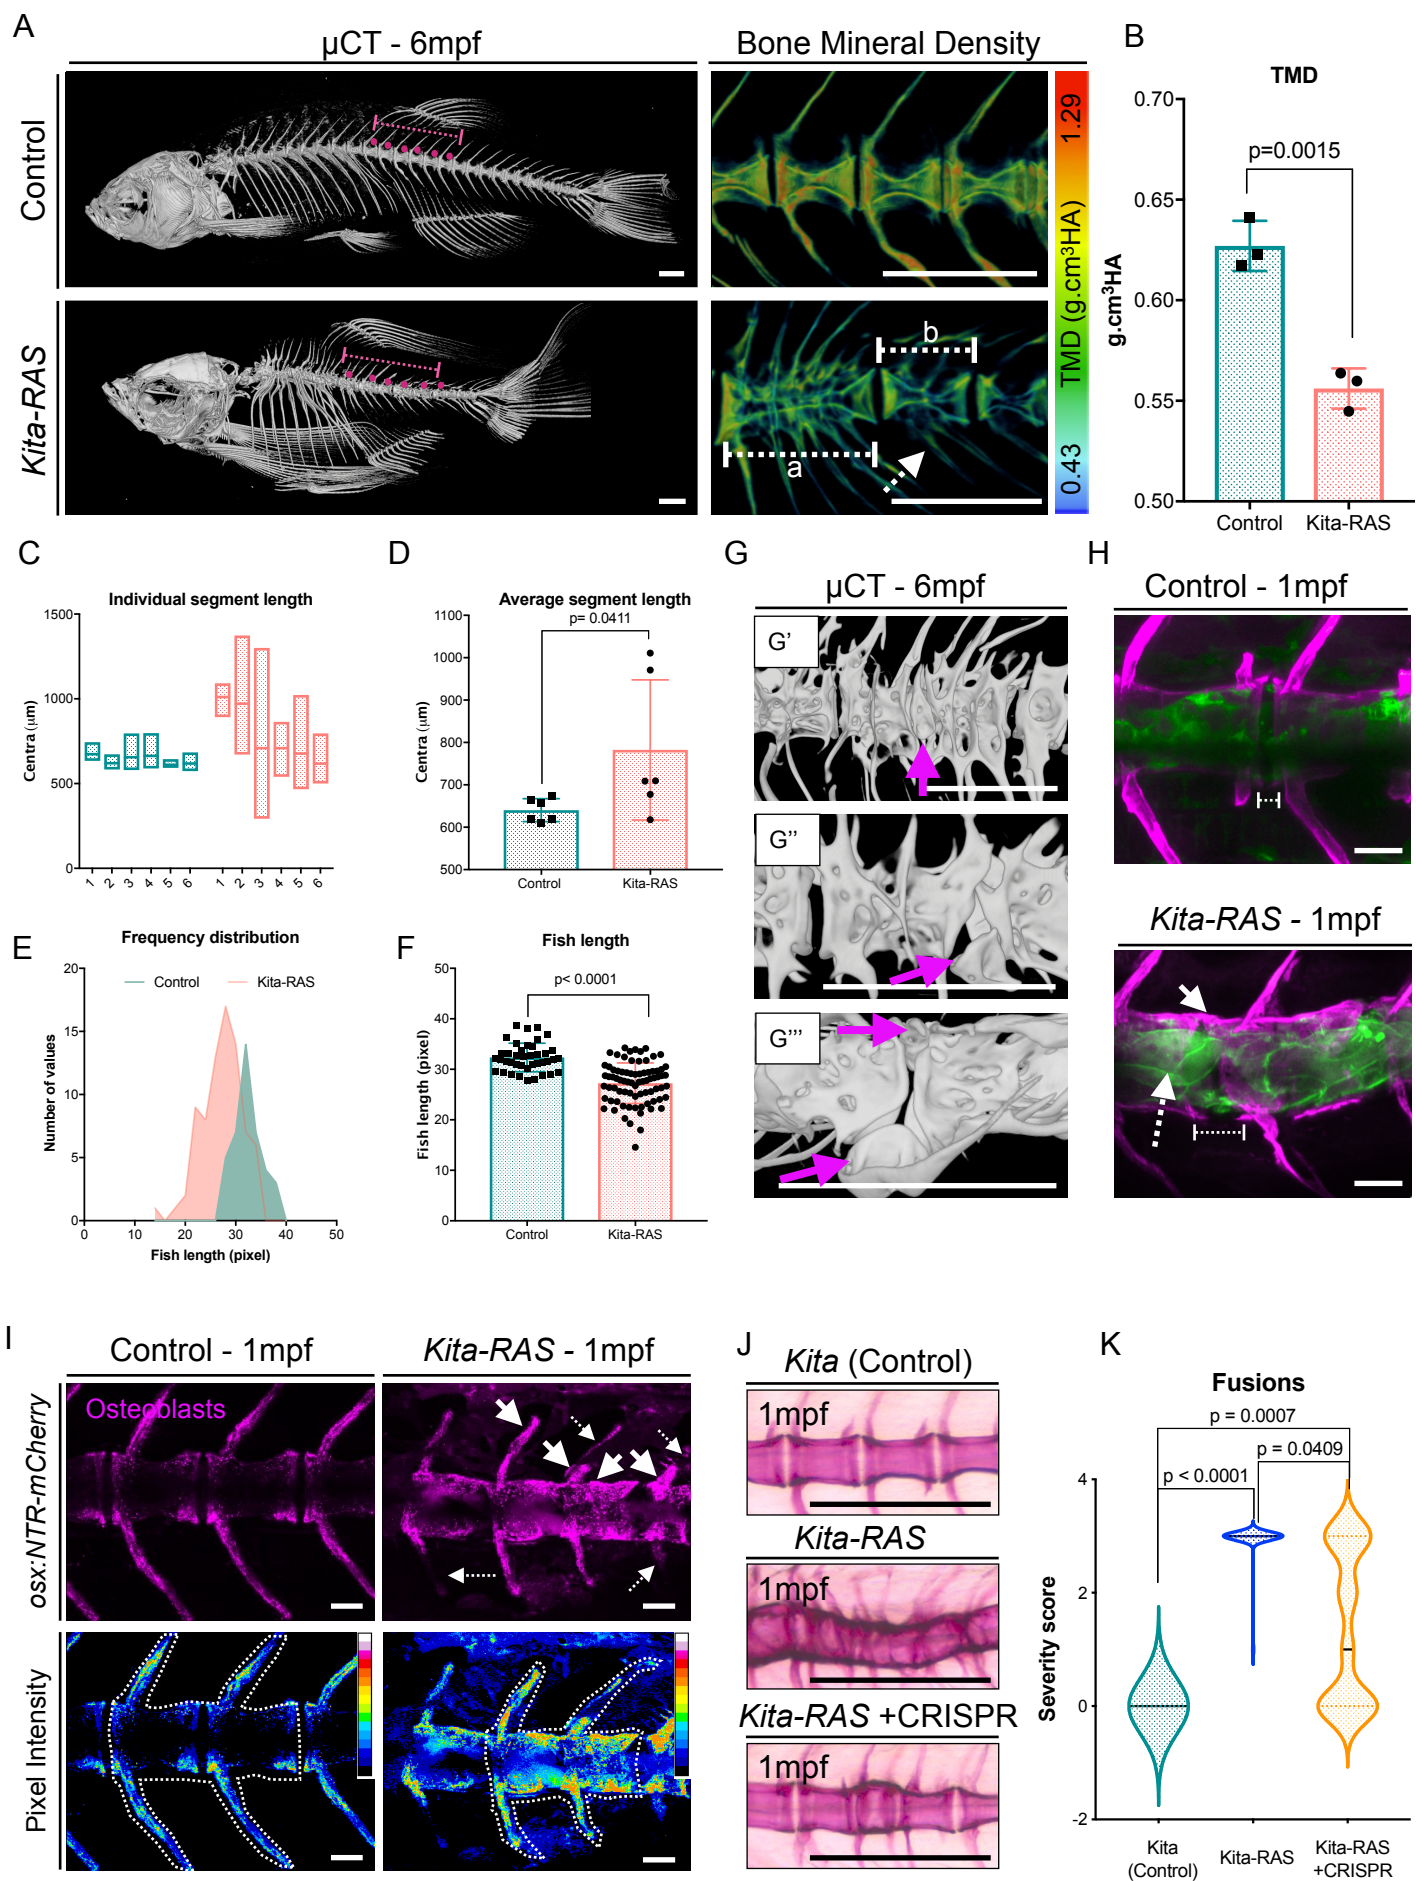 A
µCT - 6mpf
Bone Mineral Density
Control
Kita-RAS
a
b
1.29
TMD (g.cm³HA)
0.43
B
TMD
p=0.0015
g.cm³HA
0.70
0.65
0.60
0.55
0.50
Control Kita-RAS
C
Individual segment length
Centra (μm)
1500
1000
500
0
1 2 3 4 5 6 1 2 3 4 5 6
D
Average segment length
p= 0.0411
Centra (μm)
1100
1000
900
800
700
600
500
Control Kita-RAS
E
Frequency distribution
Control Kita-RAS
Number of values
20
15
10
5
0
0 10 20 30 40 50
Fish length (pixel)
F
Fish length
p< 0.0001
Fish length (pixel)
50
40
30
20
10
0
Control Kita-RAS
G
µCT - 6mpf
G'
G''
G'''
H
Control - 1mpf
Kita-RAS - 1mpf
I
Control - 1mpf
Kita-RAS - 1mpf
osx:NTR-mCherry
Osteoblasts
Pixel Intensity
J
Kita (Control)
1mpf
Kita-RAS
1mpf
Kita-RAS +CRISPR
1mpf
K
Fusions
p = 0.0007
p < 0.0001
p = 0.0409
Severity score
4
2
0
-2
Kita
(Control)
Kita-RAS
Kita-RAS
+CRISPR